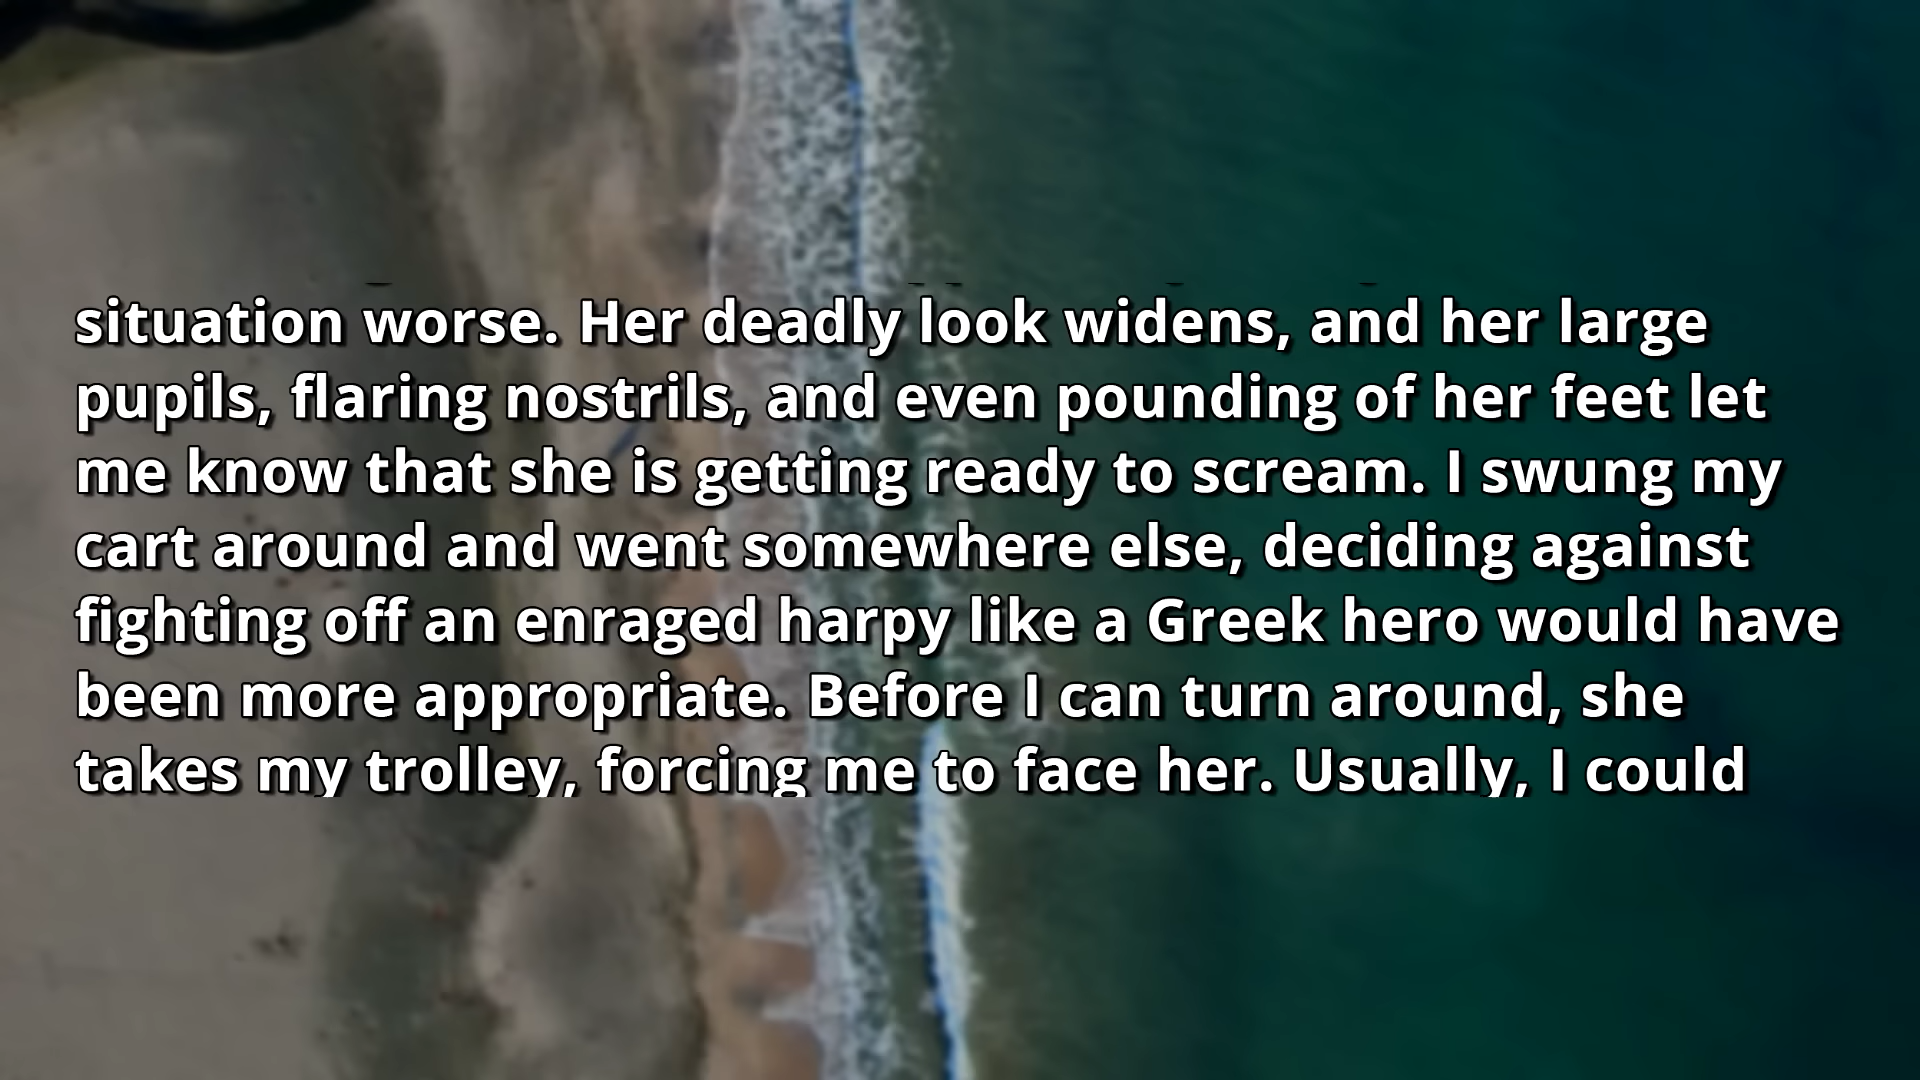 situation worse. Her deadly look widens, and her large
pupils, flaring nostrils, and even pounding of her feet let
me know that she is getting ready to scream. I swung my
cart around and went somewhere else, deciding against
fighting off an enraged harpy like a Greek hero would have
been more appropriate. Before I can turn around, she
takes my trolley, forcing me to face her. Usually, I could